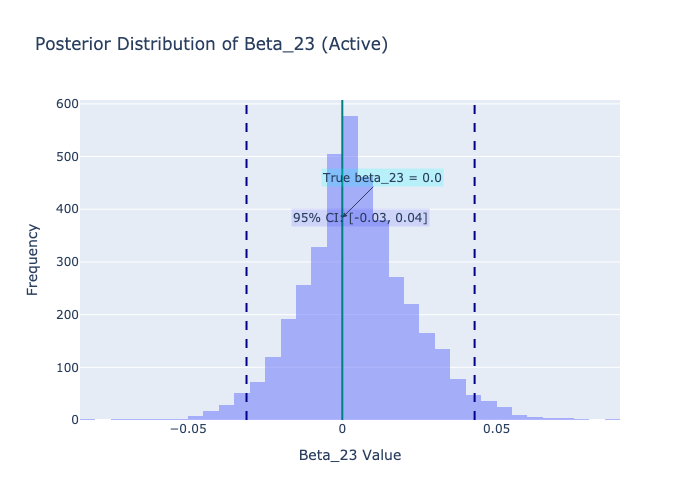 Posterior Distribution of Beta_23 (Active)
600
500
400
300
200
100
0
Frequency
True beta_23 = 0.0
95% CI: [-0.03, 0.04]
−0.05
0
0.05
Beta_23 Value